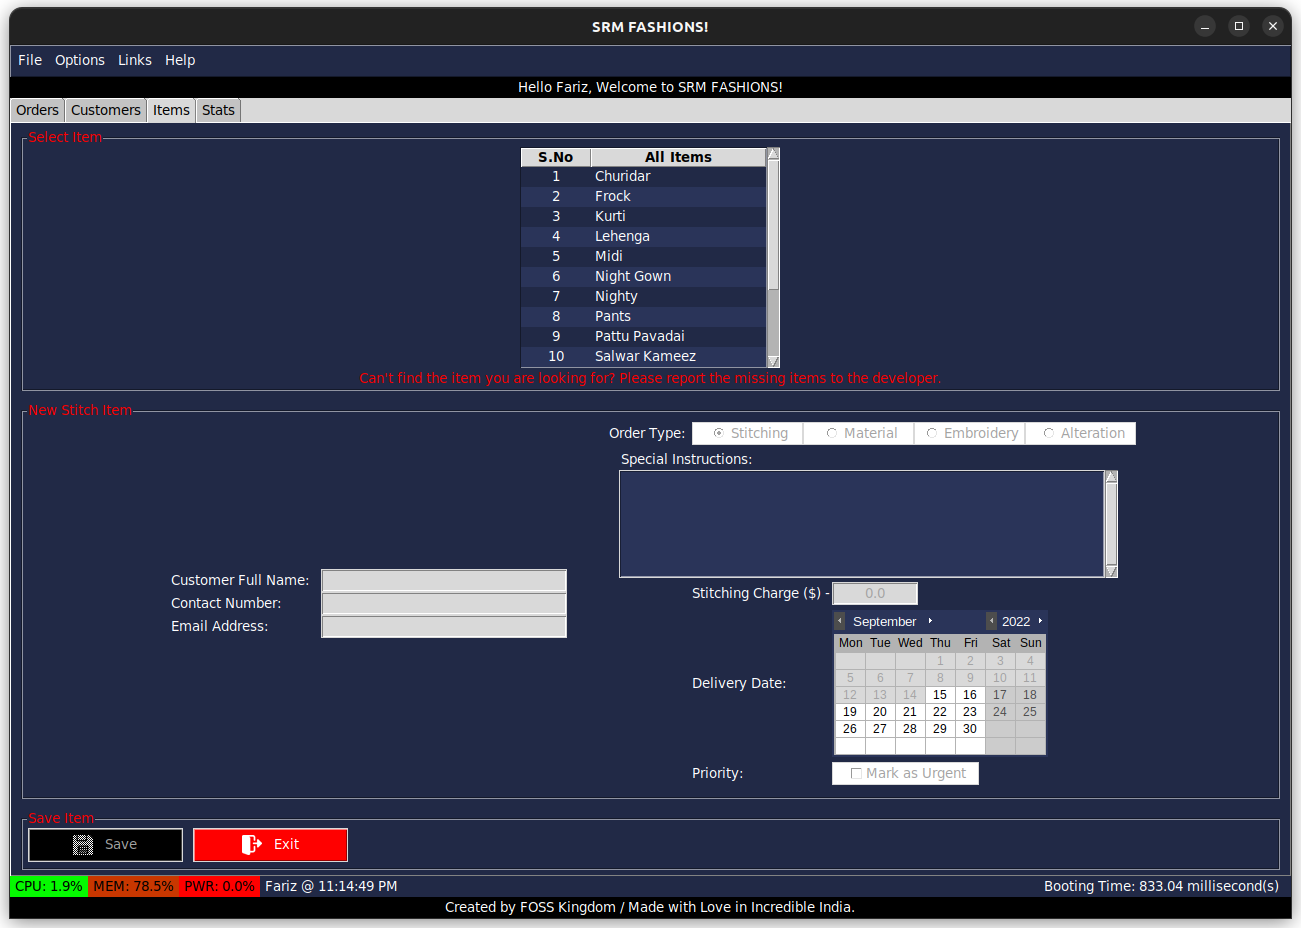 SRM FASHIONS!
File Options Links Help
Hello Fariz, Welcome to SRM FASHIONS!
Orders Customers Items Stats
Select Item
S.No All Items
1 Churidar
2 Frock
3 Kurti
4 Lehenga
5 Midi
6 Night Gown
7 Nighty
8 Pants
9 Pattu Pavadai
10 Salwar Kameez
Can't find the item you are looking for? Please report the missing items to the developer.
New Stitch Item
Order Type: Stitching Material Embroidery Alteration
Special Instructions:
Customer Full Name:
Contact Number:
Email Address:
Stitching Charge ($) - 0.0
September 2022
Mon Tue Wed Thu Fri Sat Sun
1 2 3 4
5 6 7 8 9 10 11
Delivery Date:
12 13 14 15 16 17 18
19 20 21 22 23 24 25
26 27 28 29 30
Priority: Mark as Urgent
Save Item
Save Exit
CPU: 1.9% MEM: 78.5% PWR: 0.0% Fariz @ 11:14:49 PM Booting Time: 833.04 millisecond(s)
Created by FOSS Kingdom / Made with Love in Incredible India.